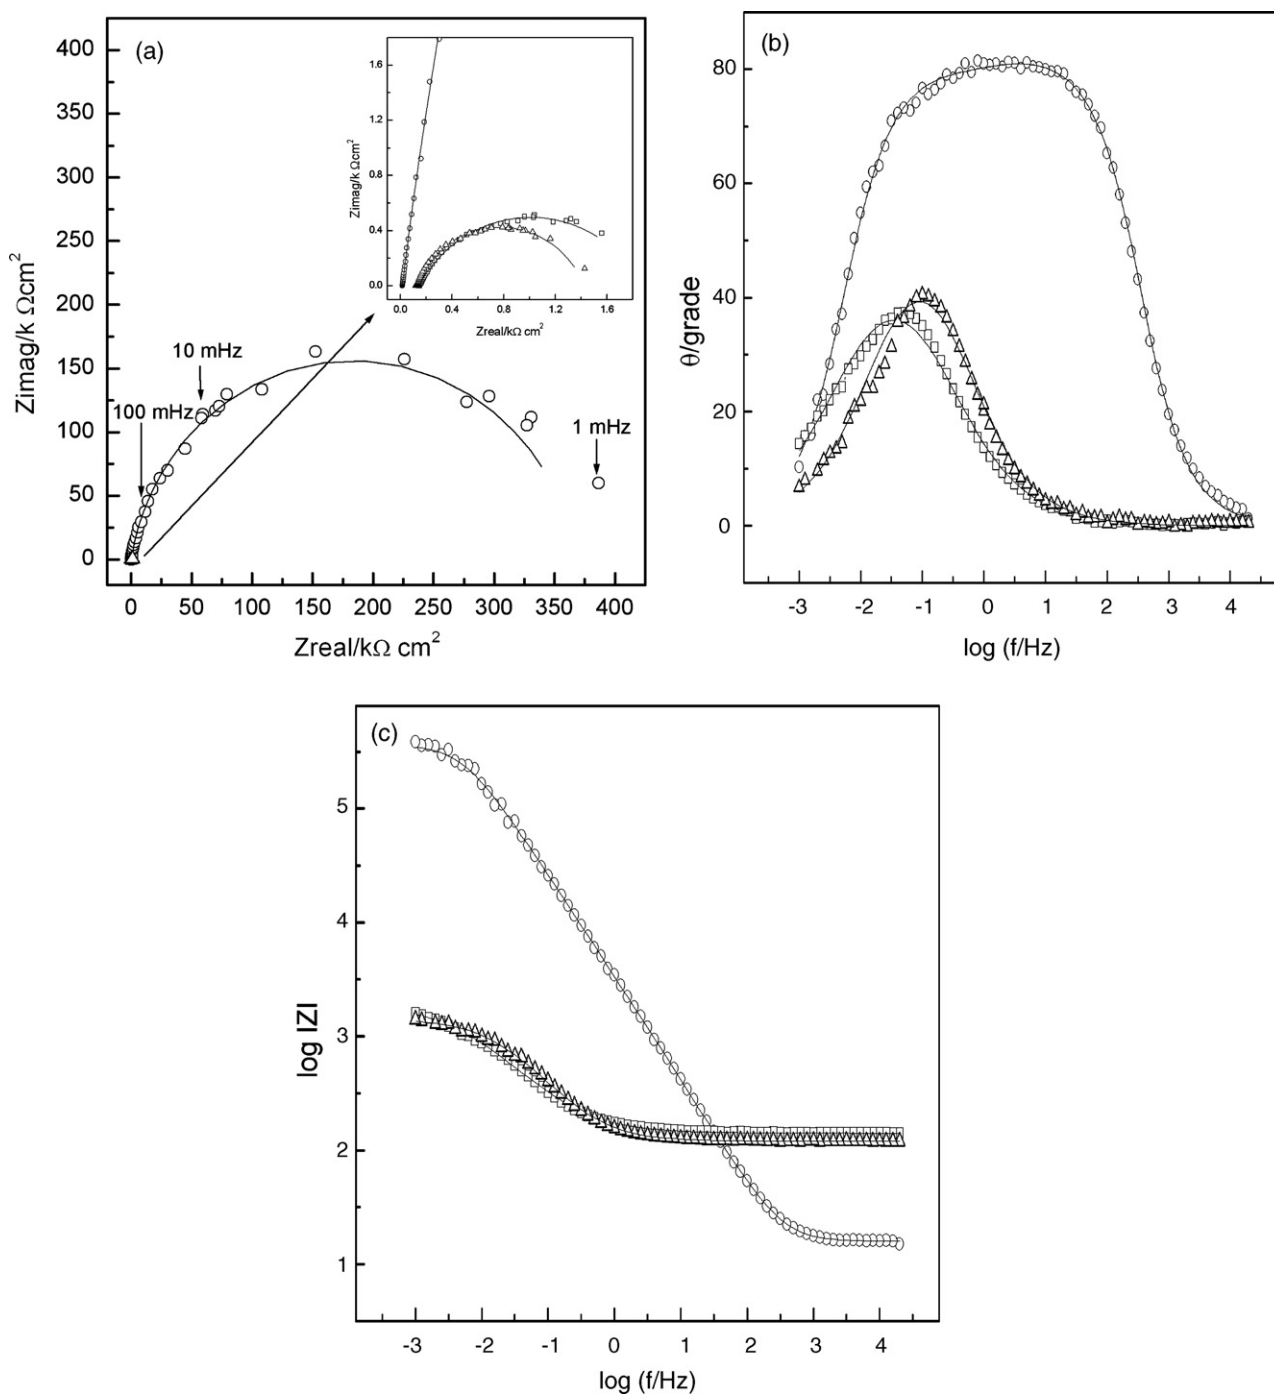 (a)
400
350
300
250
200
150
100
50
0
0 50 100 150 200 250 300 350 400
Zimag/k Ωcm²
Zreal/kΩ cm²
10 mHz
100 mHz
1 mHz
1.6
1.2
0.8
0.4
0.0
0.0 0.4 0.8 1.2 1.6
Zimag/k Ωcm²
Zreal/kΩ cm²
(b)
80
60
40
20
0
-3 -2 -1 0 1 2 3 4
θ/grade
log (f/Hz)
(c)
5
4
3
2
1
-3 -2 -1 0 1 2 3 4
log IZI
log (f/Hz)